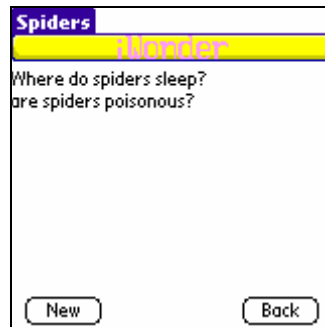 Spiders
iWonder
Where do spiders sleep?
are spiders poisonous?
New
Back